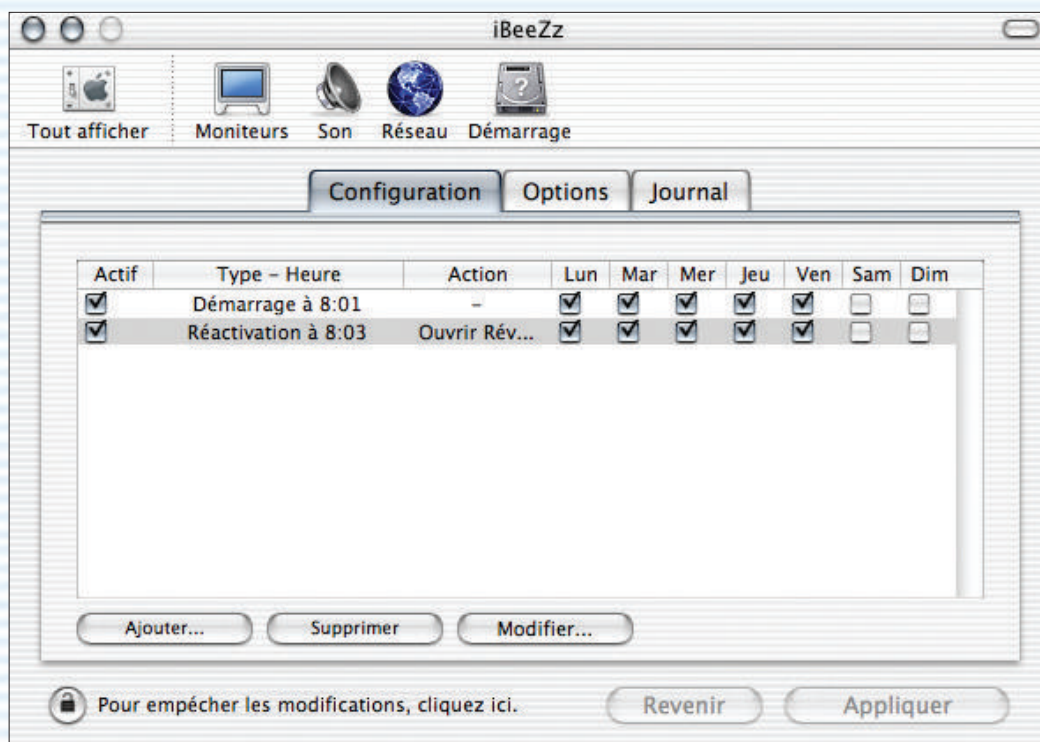 iBeeZz
Tout afficher Moniteurs Son Réseau Démarrage
Configuration Options Journal
Actif Type – Heure Action Lun Mar Mer Jeu Ven Sam Dim
Démarrage à 8:01 –
Réactivation à 8:03 Ouvrir Rév...
Ajouter... Supprimer Modifier...
Pour empécher les modifications, cliquez ici. Revenir Appliquer